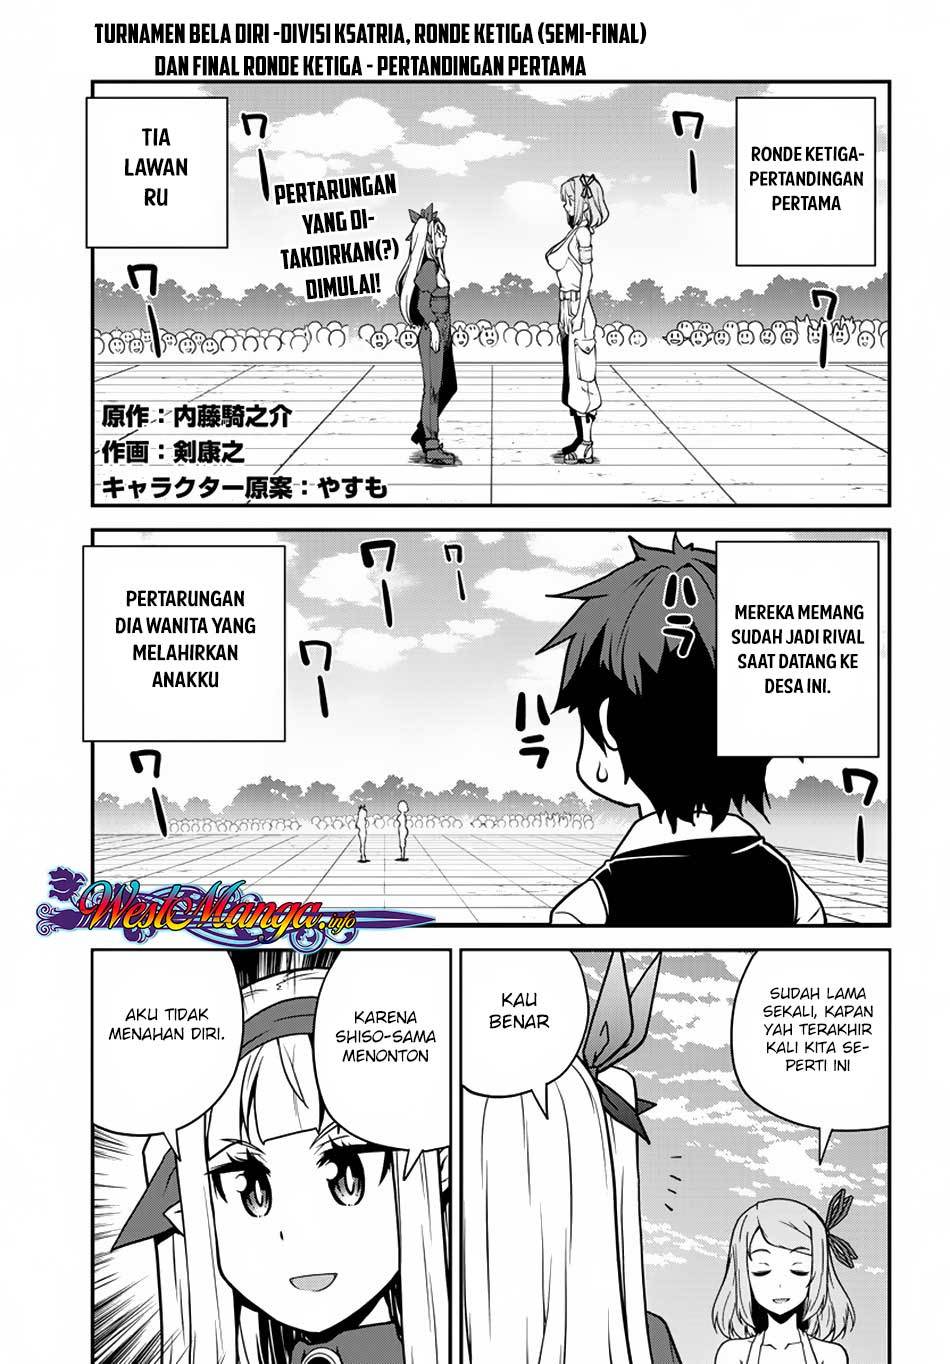 TURNAMEN BELA DIRI -DIVISI KSATRIA, RONDE KETIGA (SEMI-FINAL)
DAN FINAL RONDE KETIGA - PERTANDINGAN PERTAMA
RONDE KETIGA-
PERTANDINGAN
PERTAMA
ワー
ワー
PERTARUNGAN
YANG DI-
TAKDIRKAN(?)
DIMULAI!
TIA
LAWAN
RU
ワー
ワー
原作：内藤騎之介
作画：剣康之
キャラクター原案：やすも
MEREKA MEMANG
SUDAH JADI RIVAL
SAAT DATANG KE
DESA INI.
ハラ
ハラ
ワー
ワー
PERTARUNGAN
DIA WANITA YANG
MELAHIRKAN
ANAKKU
ワー
ワー
WestManga.info
SUDAH LAMA
SEKALI, KAPAN
YAH TERAKHIR
KALI KITA SE-
PERTI INI
KAU
BENAR
KARENA
SHISO-SAMA
MENONTON
AKU TIDAK
MENAHAN DIRI.